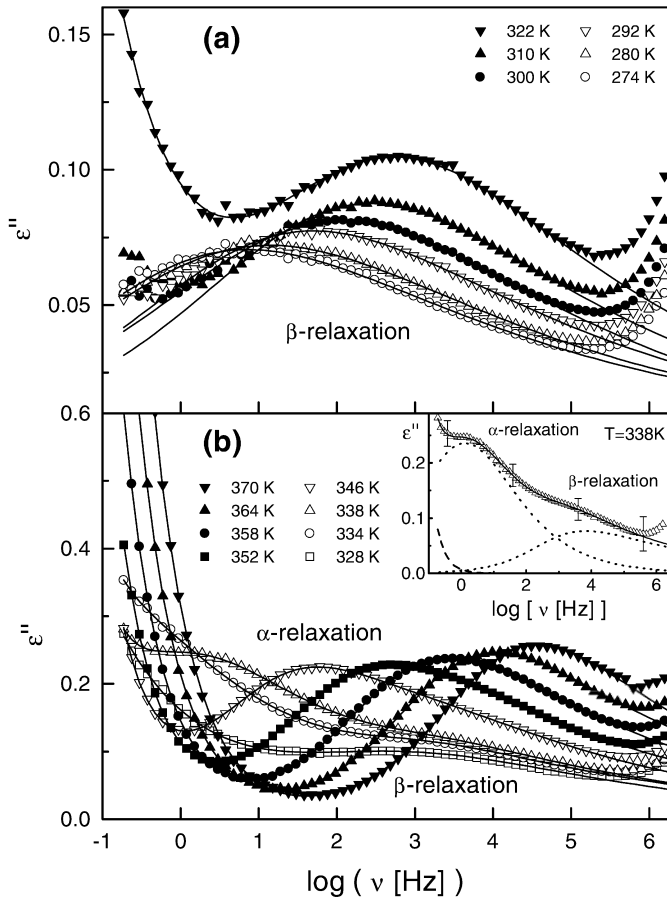 0.15
(a)
322 K
292 K
310 K
280 K
300 K
274 K
0.10
ε''
0.05
β-relaxation
0.6
(b)
370 K
346 K
364 K
338 K
358 K
334 K
352 K
328 K
0.4
ε''
α-relaxation
0.2
β-relaxation
0.0
-1
0
1
2
3
4
5
6
log ( ν [Hz] )
ε''
α-relaxation
T=338K
0.2
β-relaxation
0.1
0.0
0
2
4
6
log [ ν [Hz] ]